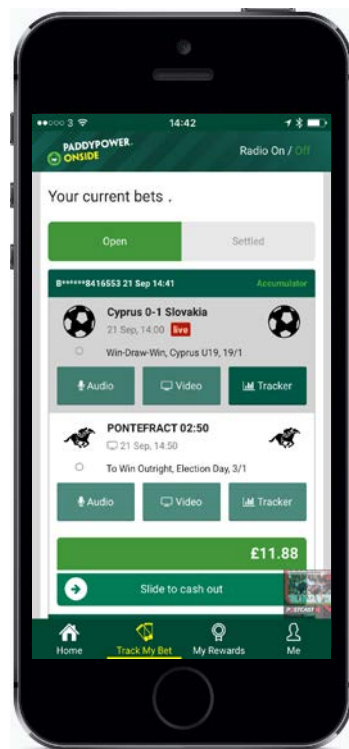 3
14:42
PADDYPOWER.
ONSIDE
Radio On / Off
Your current bets .
Open
Settled
B******8416553 21 Sep 14:41
Accumulator
Cyprus 0-1 Slovakia
21 Sep, 14:00 live
Win-Draw-Win, Cyprus U19, 19/1
Audio
Video
Tracker
PONTEFRACT 02:50
21 Sep, 14:50
To Win Outright, Election Day, 3/1
Audio
Video
Tracker
£11.88
Slide to cash out
Home
Track My Bet
My Rewards
Me